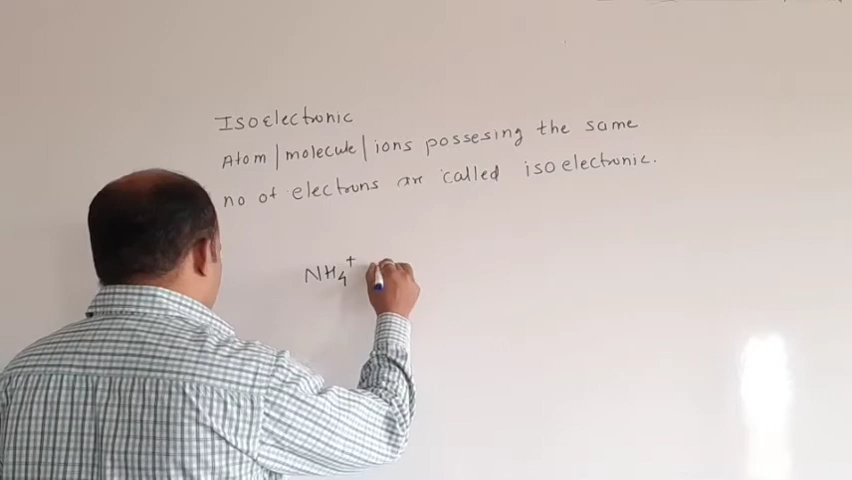 Isoelectronic
Atom/molecule/ions possesing the same
no of electrons are called isoelectronic.
NH₄⁺